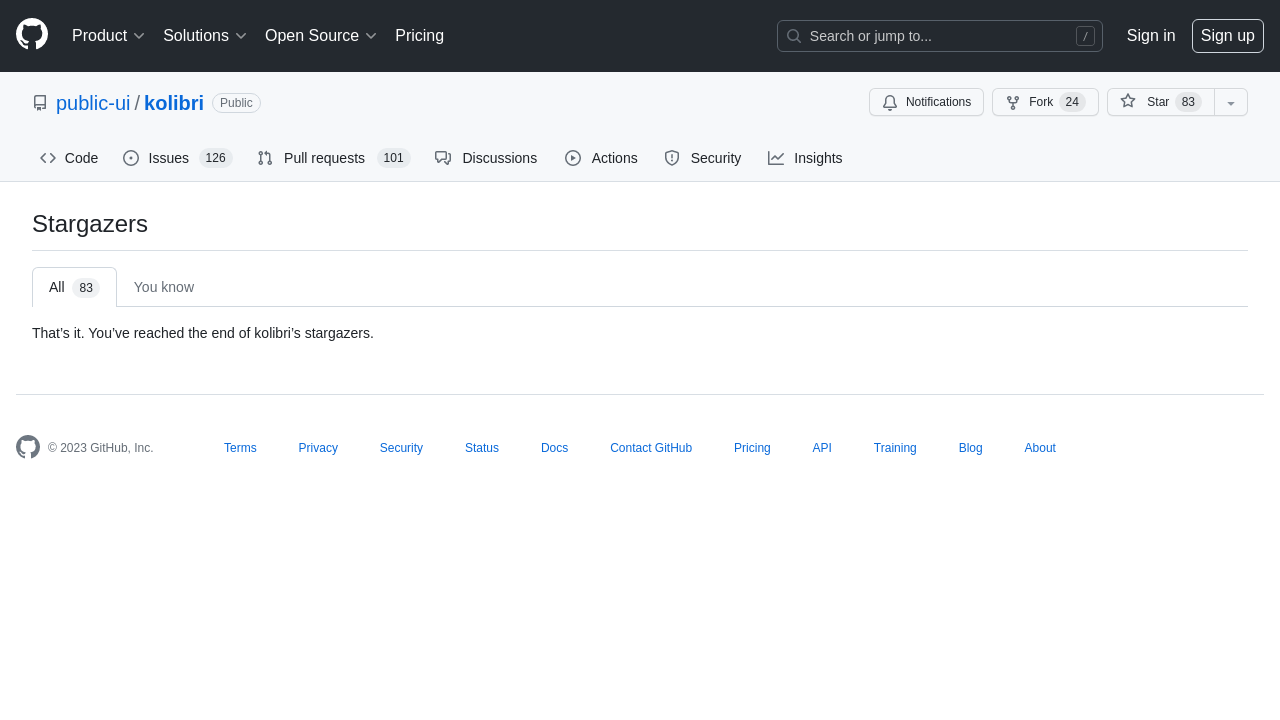 Product Solutions Open Source Pricing Search or jump to... / Sign in Sign up
public-ui / kolibri Public Notifications Fork 24 Star 83
Code Issues 126 Pull requests 101 Discussions Actions Security Insights
Stargazers
All 83 You know
That’s it. You’ve reached the end of kolibri’s stargazers.
© 2023 GitHub, Inc. Terms Privacy Security Status Docs Contact GitHub Pricing API Training Blog About